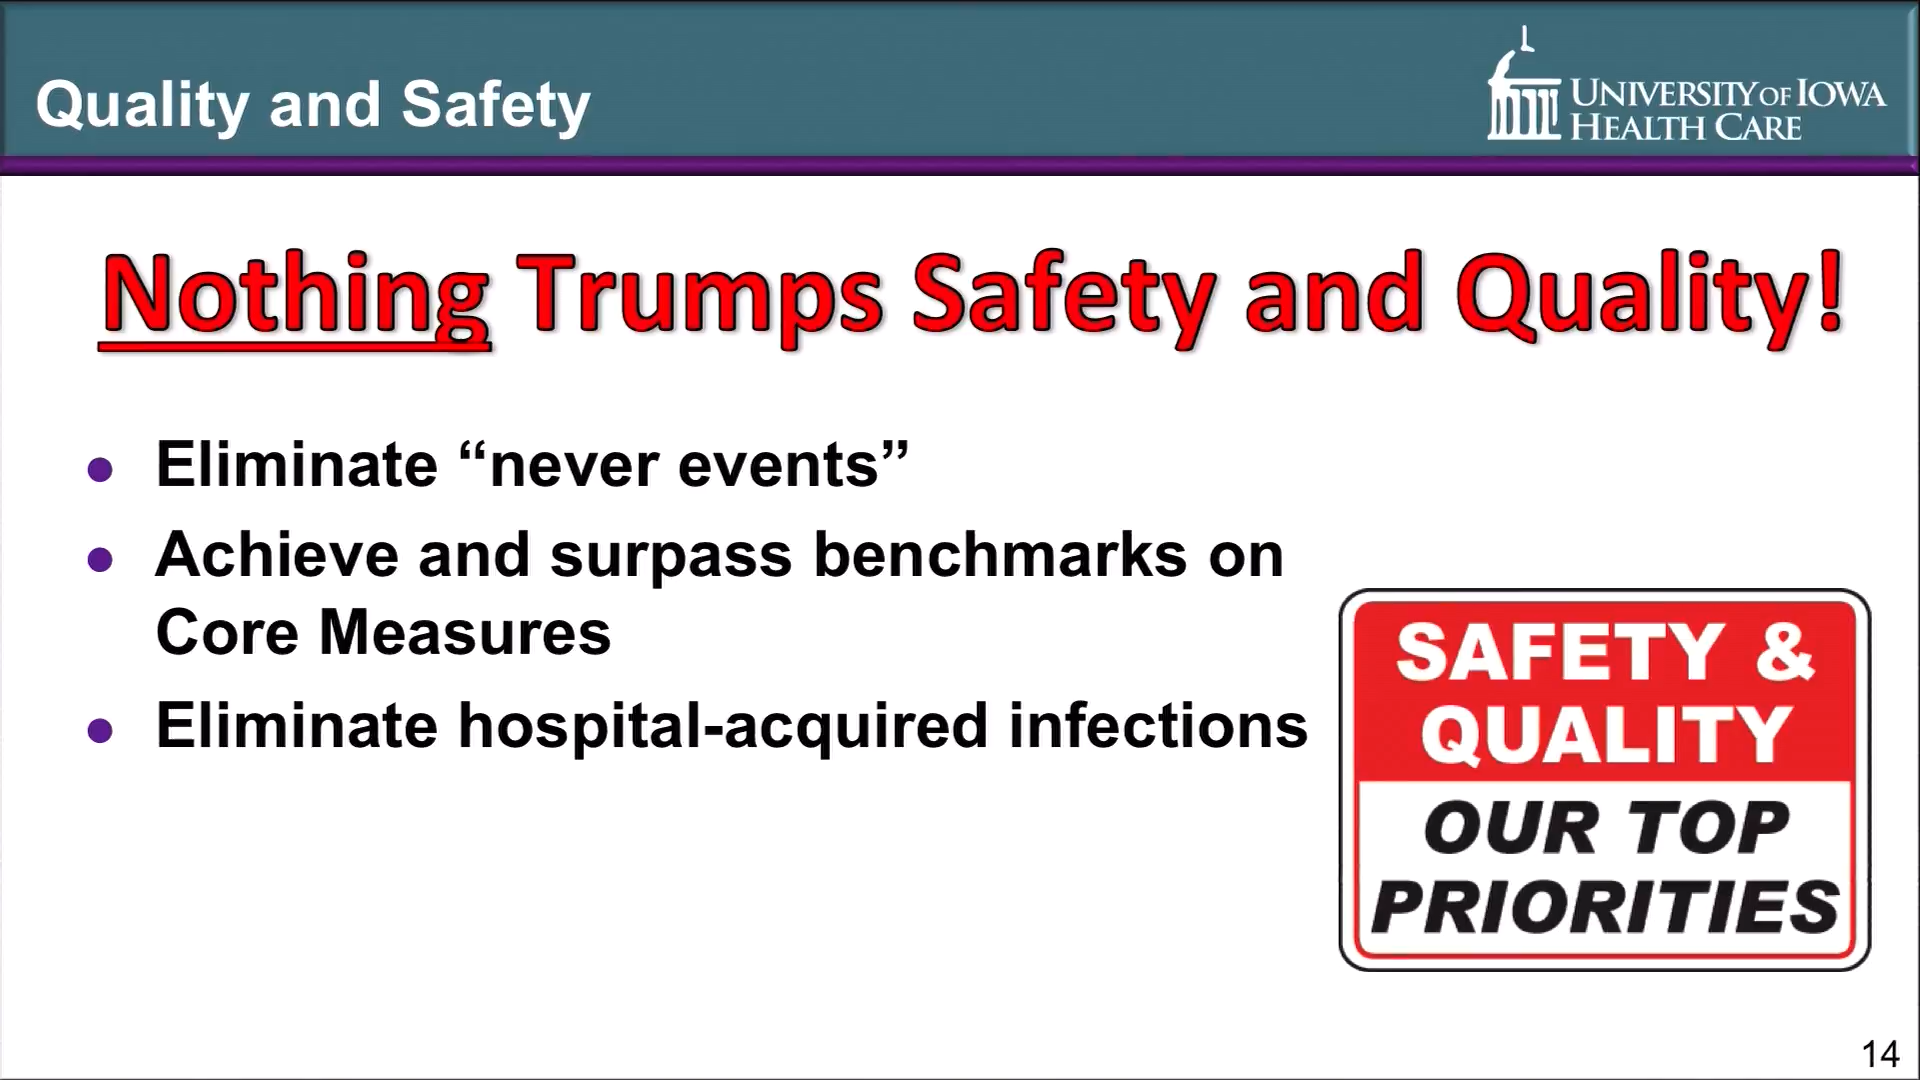 Quality and Safety
UNIVERSITY OF IOWA
HEALTH CARE
Nothing Trumps Safety and Quality!
● Eliminate “never events”
● Achieve and surpass benchmarks on
Core Measures
● Eliminate hospital-acquired infections
SAFETY &
QUALITY
OUR TOP
PRIORITIES
14